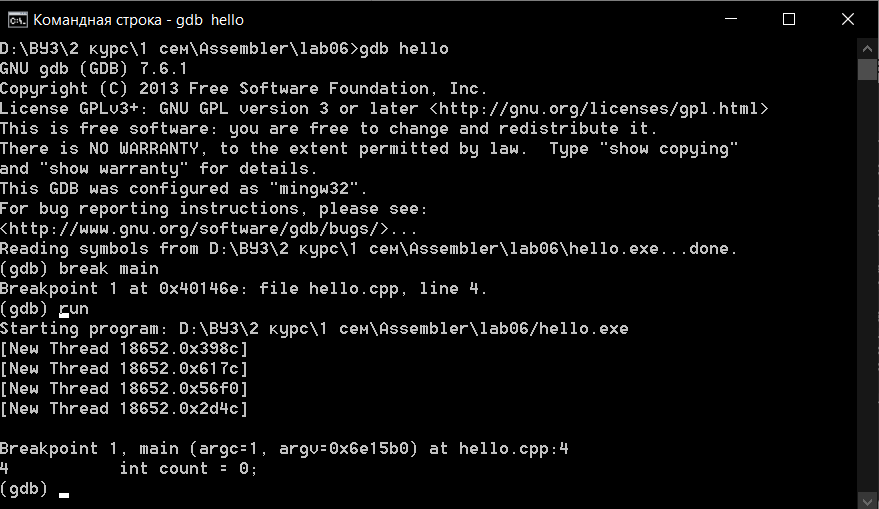 Командная строка - gdb hello
D:\ВУЗ\2 курс\1 сем\Assembler\lab06>gdb hello
GNU gdb (GDB) 7.6.1
Copyright (C) 2013 Free Software Foundation, Inc.
License GPLv3+: GNU GPL version 3 or later <http://gnu.org/licenses/gpl.html>
This is free software: you are free to change and redistribute it.
There is NO WARRANTY, to the extent permitted by law.  Type "show copying"
and "show warranty" for details.
This GDB was configured as "mingw32".
For bug reporting instructions, please see:
<http://www.gnu.org/software/gdb/bugs/>...
Reading symbols from D:\ВУЗ\2 курс\1 сем\Assembler\lab06\hello.exe...done.
(gdb) break main
Breakpoint 1 at 0x40146e: file hello.cpp, line 4.
(gdb) run
Starting program: D:\ВУЗ\2 курс\1 сем\Assembler\lab06/hello.exe
[New Thread 18652.0x398c]
[New Thread 18652.0x617c]
[New Thread 18652.0x56f0]
[New Thread 18652.0x2d4c]
Breakpoint 1, main (argc=1, argv=0x6e15b0) at hello.cpp:4
4           int count = 0;
(gdb)